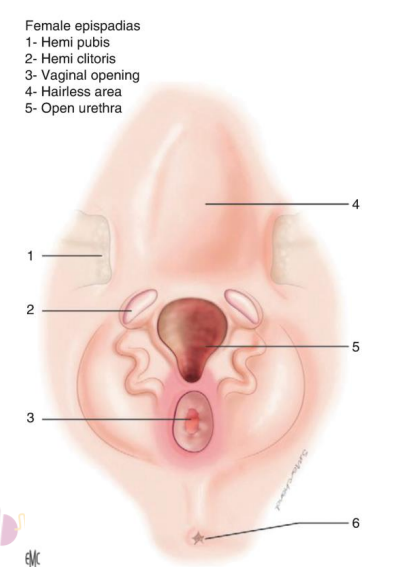 Female epispadias
1- Hemi pubis
2- Hemi clitoris
3- Vaginal opening
4- Hairless area
5- Open urethra
4
1
2
5
3
6
EMC